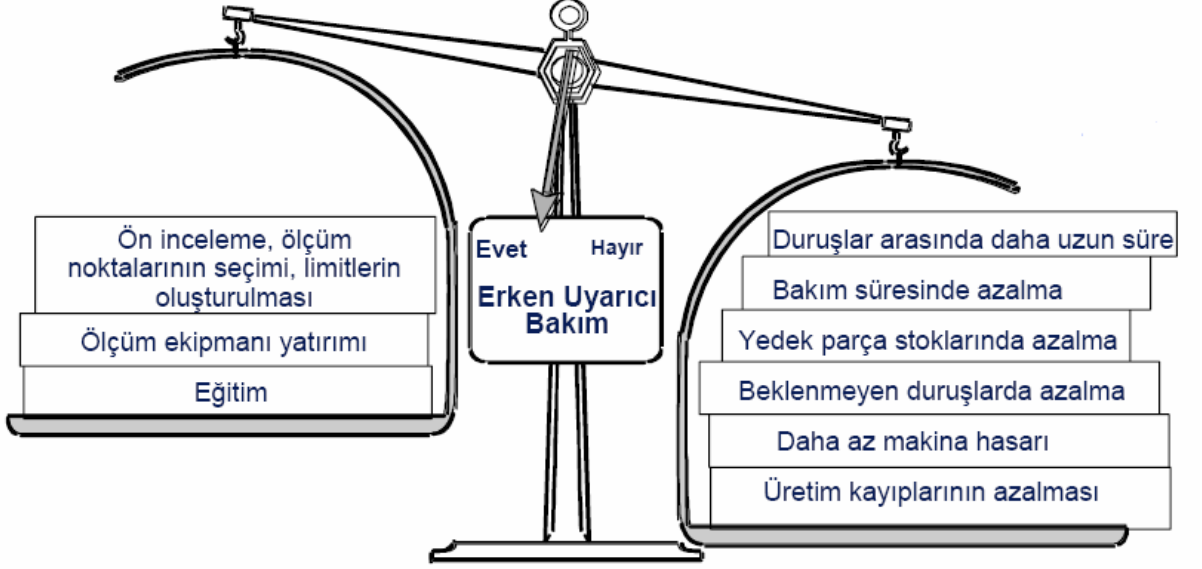 Ön inceleme, ölçüm
noktalarının seçimi, limitlerin
oluşturulması
Ölçüm ekipmanı yatırımı
Eğitim
Evet Hayır
Erken Uyarıcı
Bakım
Duruşlar arasında daha uzun süre
Bakım süresinde azalma
Yedek parça stoklarında azalma
Beklenmeyen duruşlarda azalma
Daha az makina hasarı
Üretim kayıplarının azalması